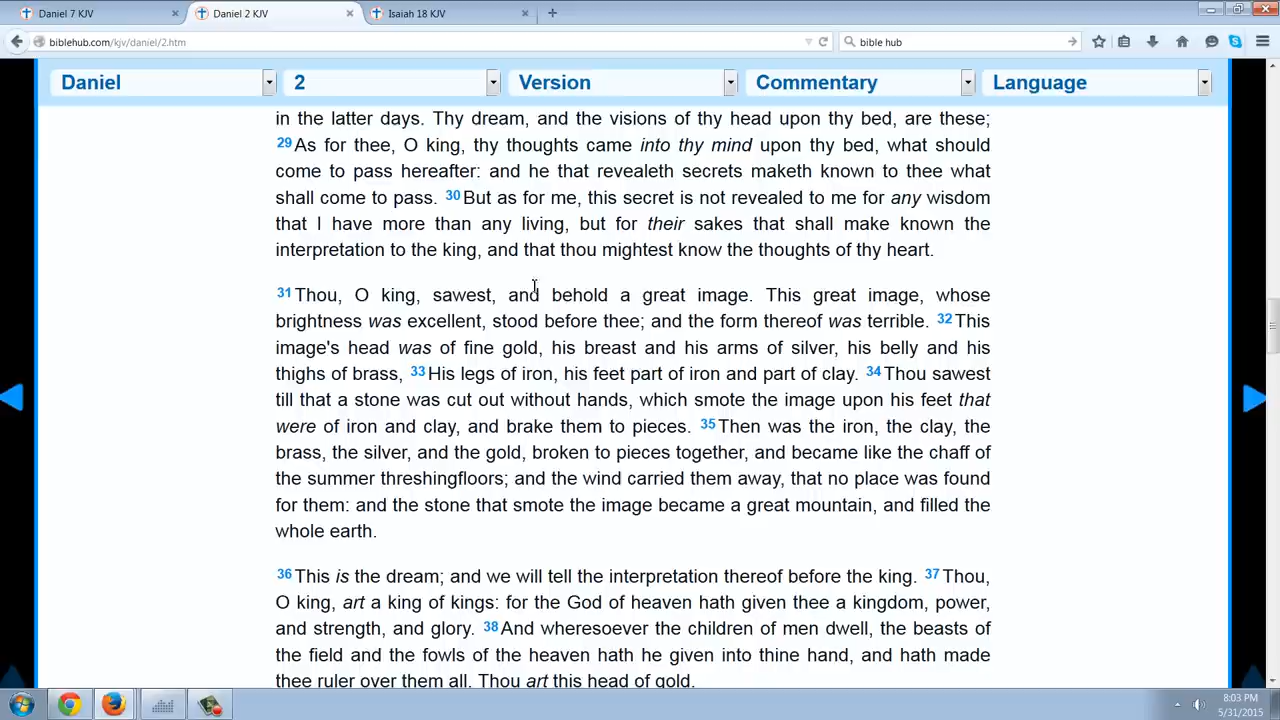 Daniel 7 KJV
Daniel 2 KJV
Isaiah 18 KJV
biblehub.com/kjv/daniel/2.htm
bible hub
Daniel 2 Version Commentary Language
in the latter days. Thy dream, and the visions of thy head upon thy bed, are these;
29As for thee, O king, thy thoughts came into thy mind upon thy bed, what should
come to pass hereafter: and he that revealeth secrets maketh known to thee what
shall come to pass. 30But as for me, this secret is not revealed to me for any wisdom
that I have more than any living, but for their sakes that shall make known the
interpretation to the king, and that thou mightest know the thoughts of thy heart.
31Thou, O king, sawest, and behold a great image. This great image, whose
brightness was excellent, stood before thee; and the form thereof was terrible. 32This
image's head was of fine gold, his breast and his arms of silver, his belly and his
thighs of brass, 33His legs of iron, his feet part of iron and part of clay. 34Thou sawest
till that a stone was cut out without hands, which smote the image upon his feet that
were of iron and clay, and brake them to pieces. 35Then was the iron, the clay, the
brass, the silver, and the gold, broken to pieces together, and became like the chaff of
the summer threshingfloors; and the wind carried them away, that no place was found
for them: and the stone that smote the image became a great mountain, and filled the
whole earth.
36This is the dream; and we will tell the interpretation thereof before the king. 37Thou,
O king, art a king of kings: for the God of heaven hath given thee a kingdom, power,
and strength, and glory. 38And wheresoever the children of men dwell, the beasts of
the field and the fowls of the heaven hath he given into thine hand, and hath made
thee ruler over them all. Thou art this head of gold.
8:03 PM
5/31/2015